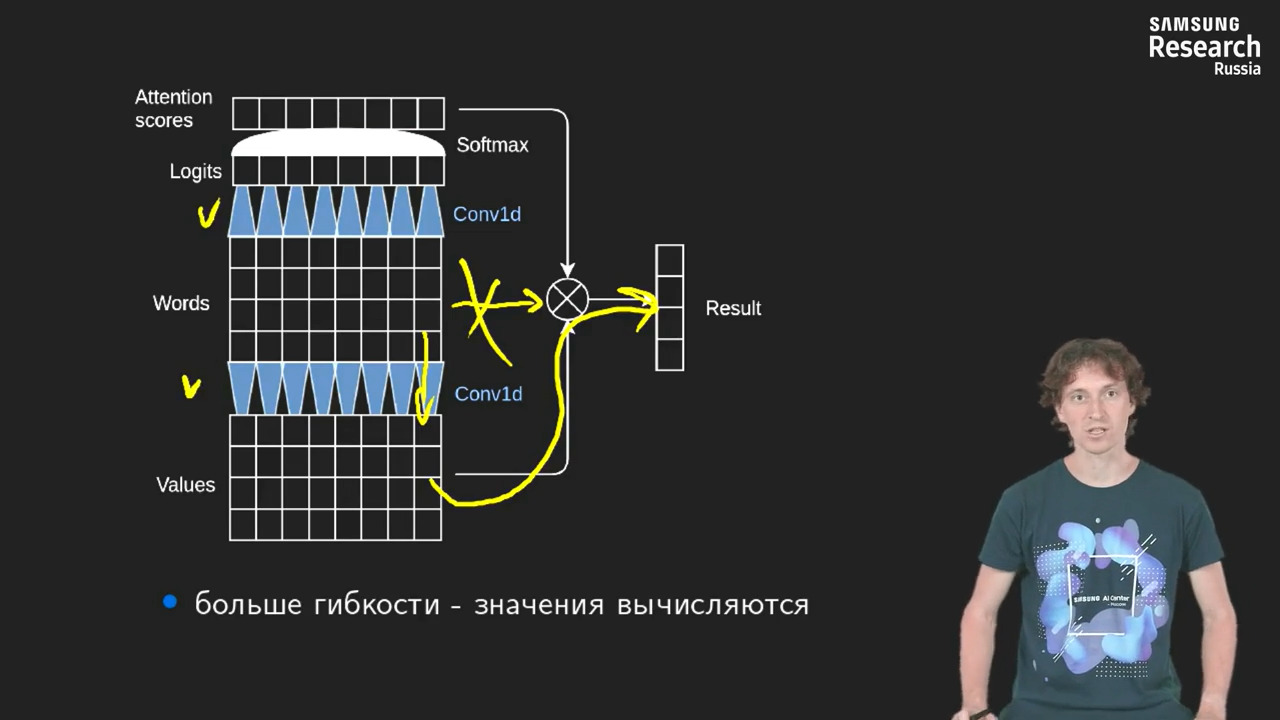 SAMSUNG
Research
Russia
Attention
scores
Softmax
Logits
Conv1d
Words
Result
Conv1d
Values
SAMSUNG AI Center
- MOSCOW
больше гибкости - значения вычисляются